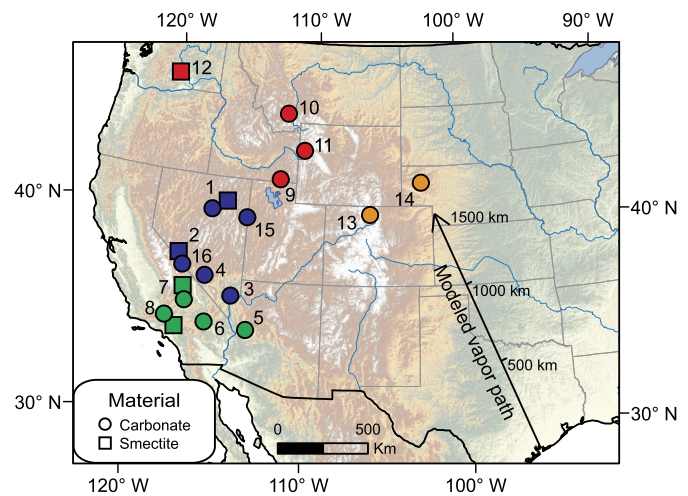 120° W 110° W 100° W 90° W
12
10
11
9
14
1
13
15
1500 km
40° N
40° N
2
16
4
7
3
1000 km
8
6
5
Modeled vapor path
500 km
30° N
30° N
Material
Carbonate
Smectite
0 500
Km
120° W 110° W 100° W